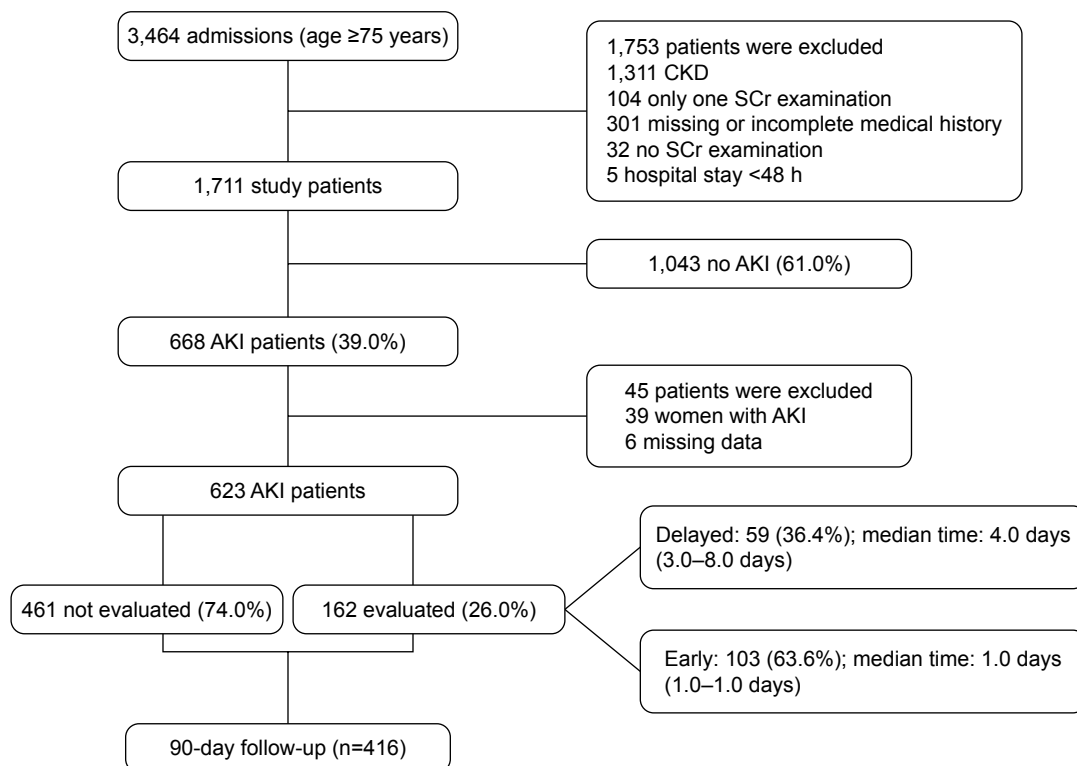 3,464 admissions (age ≥75 years)
1,753 patients were excluded
1,311 CKD
104 only one SCr examination
301 missing or incomplete medical history
32 no SCr examination
5 hospital stay <48 h
1,711 study patients
1,043 no AKI (61.0%)
668 AKI patients (39.0%)
45 patients were excluded
39 women with AKI
6 missing data
623 AKI patients
Delayed: 59 (36.4%); median time: 4.0 days
(3.0–8.0 days)
461 not evaluated (74.0%)
162 evaluated (26.0%)
Early: 103 (63.6%); median time: 1.0 days
(1.0–1.0 days)
90-day follow-up (n=416)